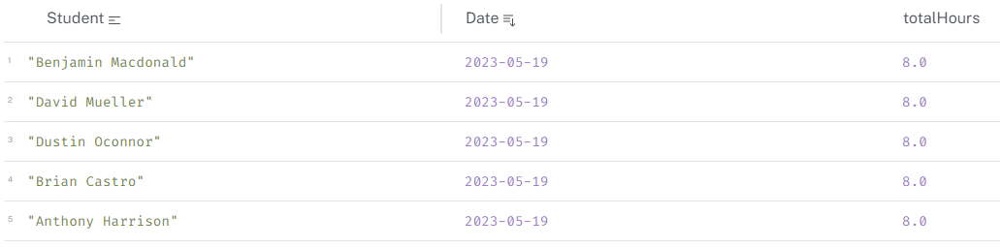 Student Date totalHours
1 "Benjamin Macdonald" 2023-05-19 8.0
2 "David Mueller" 2023-05-19 8.0
3 "Dustin Oconnor" 2023-05-19 8.0
4 "Brian Castro" 2023-05-19 8.0
5 "Anthony Harrison" 2023-05-19 8.0